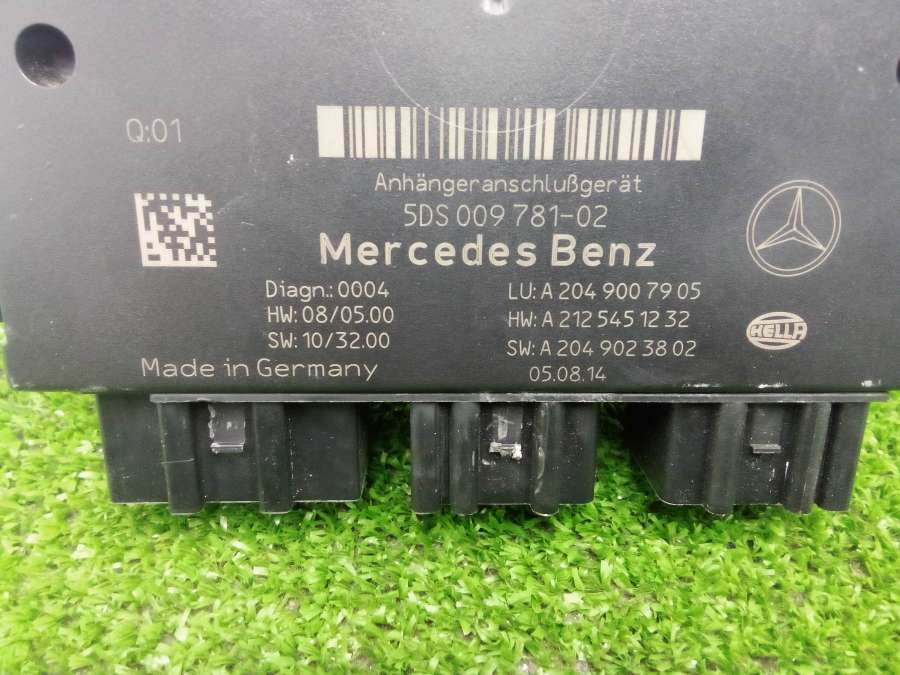 Q:01
Anhängeranschlußgerät
5DS 009 781-02
Mercedes Benz
Diagn.: 0004
HW: 08/05.00
SW: 10/32.00
LU: A 204 900 79 05
HW: A 212 545 12 32
SW: A 204 902 38 02
05.08.14
HELLA
Made in Germany